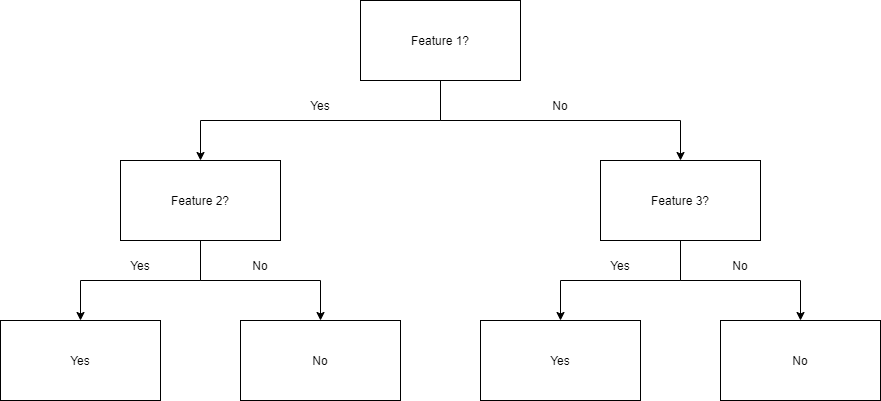 Feature 1?
Yes
No
Feature 2?
Feature 3?
Yes
No
Yes
No
Yes
No
Yes
No